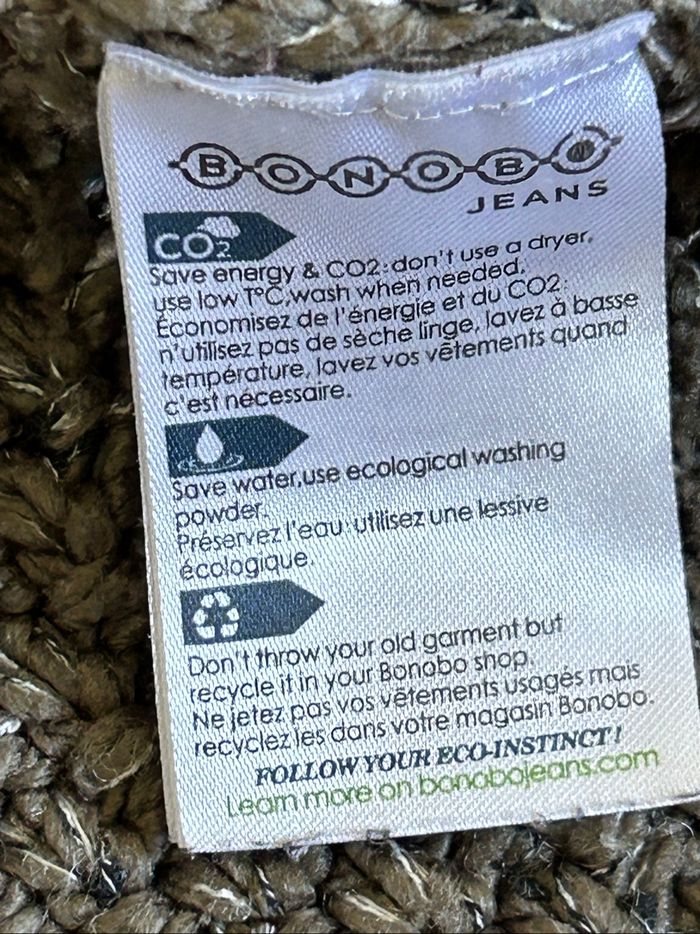 BONOBO
JEANS
CO2
Save energy & CO2:don't use a dryer,
use low T°C,wash when needed.
Économisez de l'énergie et du CO2:
n'utilisez pas de sèche linge, lavez à basse
température, lavez vos vêtements quand
c'est nécessaire.
Save water,use ecological washing
powder.
Préservez l'eau: utilisez une lessive
écologique.
Don't throw your old garment but
recycle it in your Bonobo shop.
Ne jetez pas vos vêtements usagés mais
recyclez les dans votre magasin Bonobo.
FOLLOW YOUR ECO-INSTINCT!
Learn more on bonobojeans.com